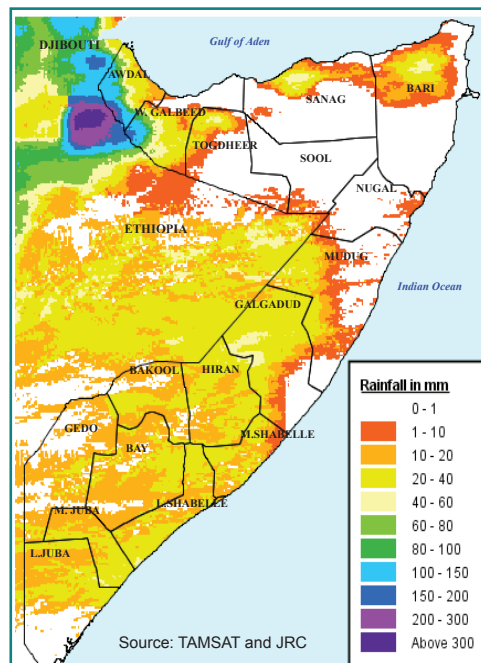 DJIBOUTI
Gulf of Aden
AWDAL
SANAG
BARI
W. GALBEED
TOGDHEER
SOOL
NUGAL
ETHIOPIA
MUDUG
Indian Ocean
GALGADUD
BAKOOL
HIRAN
GEDO
M.SHABELLE
BAY
L.SHABELLE
M. JUBA
L.JUBA
Rainfall in mm
0 - 1
1 - 10
10 - 20
20 - 40
40 - 60
60 - 80
80 - 100
100 - 150
150 - 200
200 - 300
Above 300
Source: TAMSAT and JRC